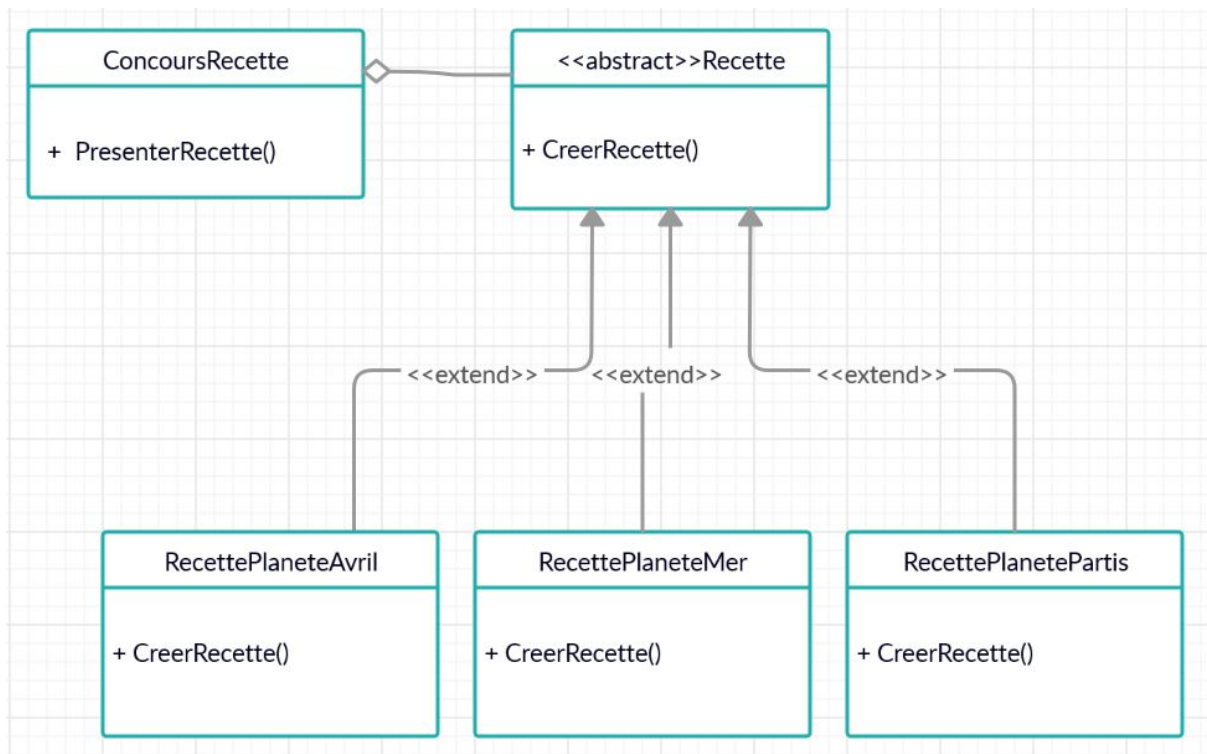 ConcoursRecette
+ PresenterRecette()
<<abstract>>Recette
+ CreerRecette()
<<extend>>
<<extend>>
<<extend>>
RecettePlaneteAvril
+ CreerRecette()
RecettePlaneteMer
+ CreerRecette()
RecettePlanetePartis
+ CreerRecette()